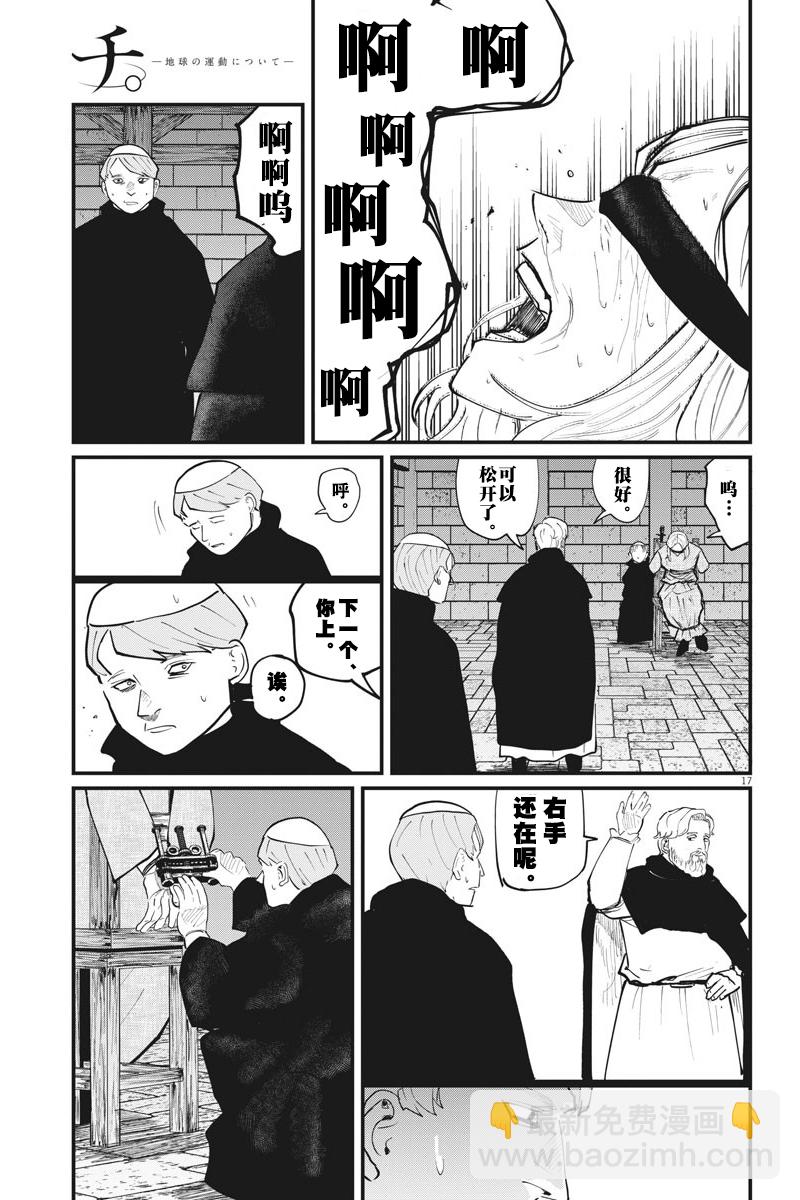 チ。
―地球の運動について―
啊
啊
啊
啊
啊
啊
啊啊呜
呜…
很好。
可以
松开了。
呼。
下一个、
你上。
诶。
17
右手
还在呢。
最新免费漫画
www.baozimh.com